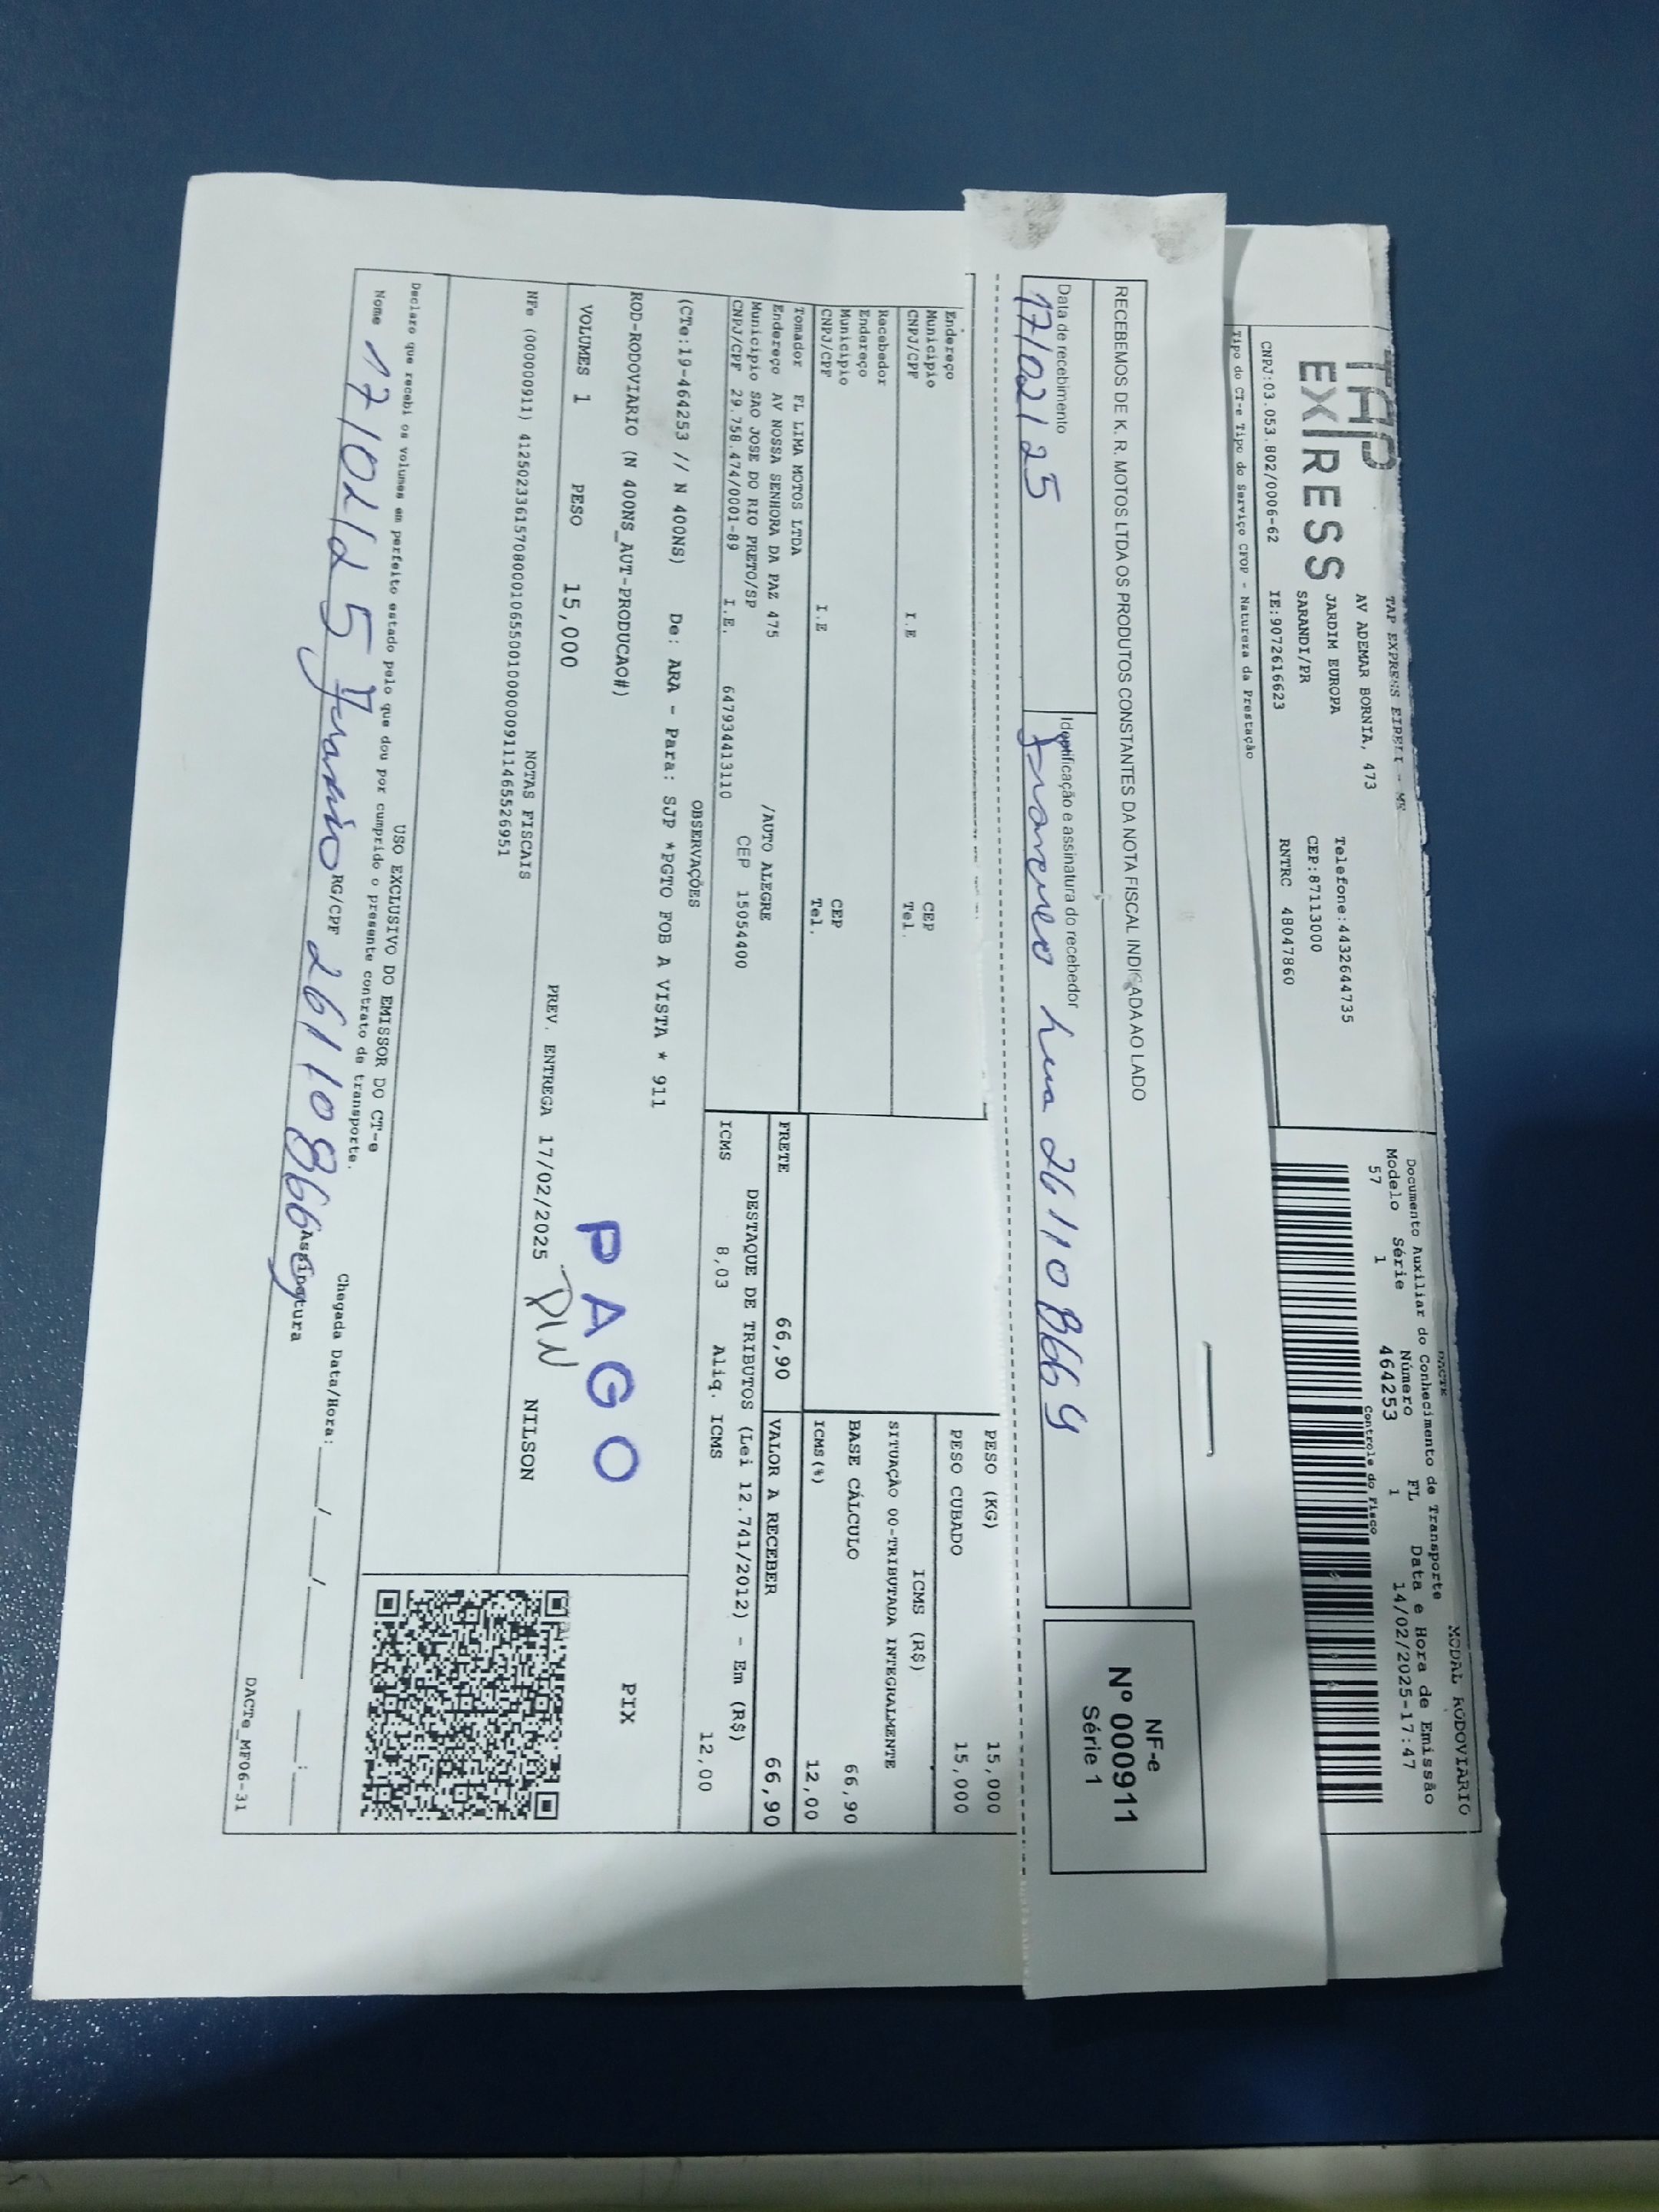 DACTE
MODAL RODOVIARIO
TAP EXPRESS EIRELI - ME
Documento Auxiliar do Conhecimento de Transporte
TAP
EXPRESS
AV ADEMAR BORNIA, 473
Telefone:4432644735
Modelo Série Número FL Data e Hora de Emissão
JARDIM EUROPA
CEP:87113000
57 1 464253 1 14/02/2025-17:47
SARANDI/PR
Controle do Fisco
CNPJ:03.053.802/0006-62 IE:9072616623 RNTRC 48047860
Tipo do CT-e Tipo do Serviço CFOP - Natureza da Prestação
RECEBEMOS DE K. R. MOTOS LTDA OS PRODUTOS CONSTANTES DA NOTA FISCAL INDICADA AO LADO
NF-e
Nº 000911
Série 1
Data de recebimento
Identificação e assinatura do recebedor
17/02/25
PESO (KG) 15,000
Endereço
PESO CUBADO 15,000
Município CEP
CNPJ/CPF I.E Tel.
ICMS (R$)
Recebedor
SITUAÇÃO 00-TRIBUTADA INTEGRALMENTE
Endereço
Município CEP
BASE CÁLCULO 66,90
CNPJ/CPF I.E Tel.
ICMS(%) 12,00
Tomador FL LIMA MOTOS LTDA
FRETE 66,90 VALOR A RECEBER 66,90
Endereço AV NOSSA SENHORA DA PAZ 475 /AUTO ALEGRE
Municipio SAO JOSE DO RIO PRETO/SP CEP 15054400
DESTAQUE DE TRIBUTOS (Lei 12.741/2012) - Em (R$)
CNPJ/CPF 29.758.474/0001-89 I.E. 647934413110
ICMS 8,03 Aliq. ICMS 12,00
OBSERVAÇÕES
(CTe:19-464253 // N 400NS) De: ARA - Para: SJP *PGTO FOB A VISTA * 911
ROD-RODOVIARIO (N 400NS_AUT-PRODUCAO#)
PIX
PAGO
VOLUMES 1 PESO 15,000
PREV. ENTREGA 17/02/2025
NILSON
NOTAS FISCAIS
NFe (000000911) 41250233615708000106550010000009111465526951
USO EXCLUSIVO DO EMISSOR DO CT-e
Declaro que recebi os volumes em perfeito estado pelo que dou por cumprido o presente contrato de transporte.
Chegada Data/Hora:____/____/______ ____:____
Nome 17/02/25 RG/CPF Assinatura
DACTe_MF06-31